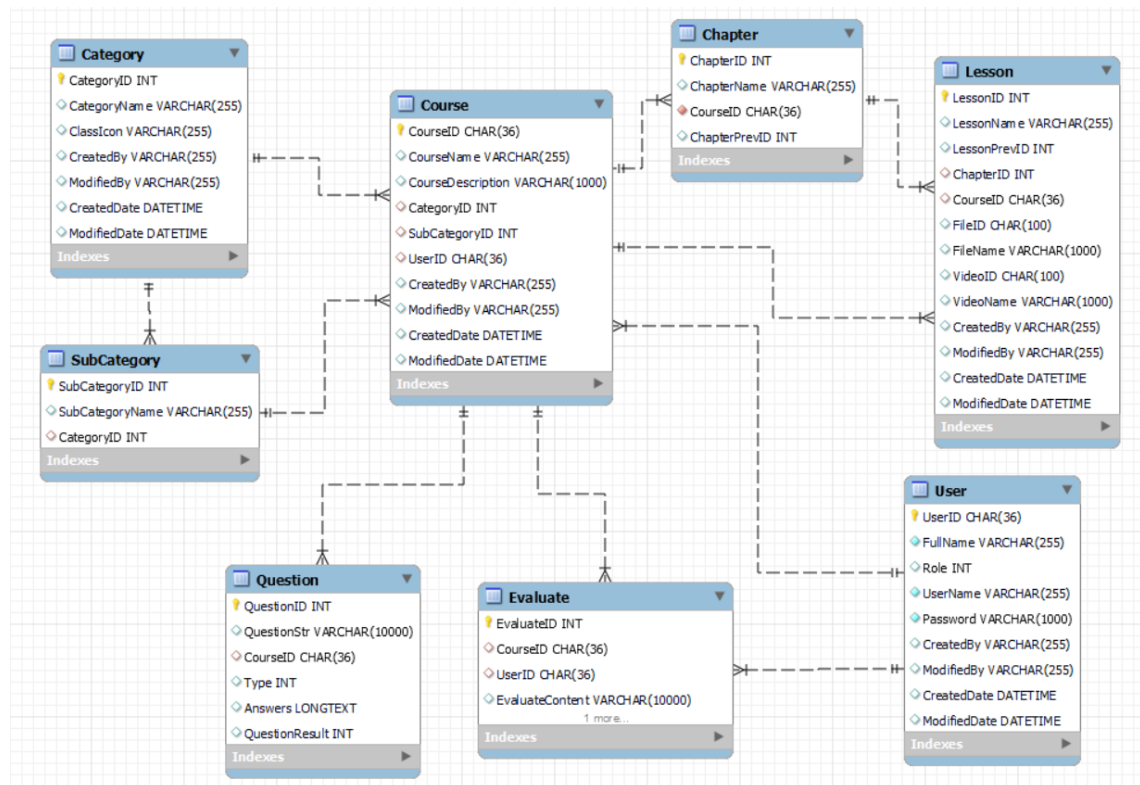 Category
CategoryID INT
CategoryName VARCHAR(255)
ClassIcon VARCHAR(255)
CreatedBy VARCHAR(255)
ModifiedBy VARCHAR(255)
CreatedDate DATETIME
ModifiedDate DATETIME
Indexes
SubCategory
SubCategoryID INT
SubCategoryName VARCHAR(255)
CategoryID INT
Indexes
Course
CourseID CHAR(36)
CourseName VARCHAR(255)
CourseDescription VARCHAR(1000)
CategoryID INT
SubCategoryID INT
UserID CHAR(36)
CreatedBy VARCHAR(255)
ModifiedBy VARCHAR(255)
CreatedDate DATETIME
ModifiedDate DATETIME
Indexes
Chapter
ChapterID INT
ChapterName VARCHAR(255)
CourseID CHAR(36)
ChapterPrevID INT
Indexes
Lesson
LessonID INT
LessonName VARCHAR(255)
LessonPrevID INT
ChapterID INT
CourseID CHAR(36)
FileID CHAR(100)
FileName VARCHAR(1000)
VideoID CHAR(100)
VideoName VARCHAR(1000)
CreatedBy VARCHAR(255)
ModifiedBy VARCHAR(255)
CreatedDate DATETIME
ModifiedDate DATETIME
Indexes
Question
QuestionID INT
QuestionStr VARCHAR(10000)
CourseID CHAR(36)
Type INT
Answers LONGTEXT
QuestionResult INT
Indexes
Evaluate
EvaluateID INT
CourseID CHAR(36)
UserID CHAR(36)
EvaluateContent VARCHAR(10000)
1 more...
Indexes
User
UserID CHAR(36)
FullName VARCHAR(255)
Role INT
UserName VARCHAR(255)
Password VARCHAR(1000)
CreatedBy VARCHAR(255)
ModifiedBy VARCHAR(255)
CreatedDate DATETIME
ModifiedDate DATETIME
Indexes